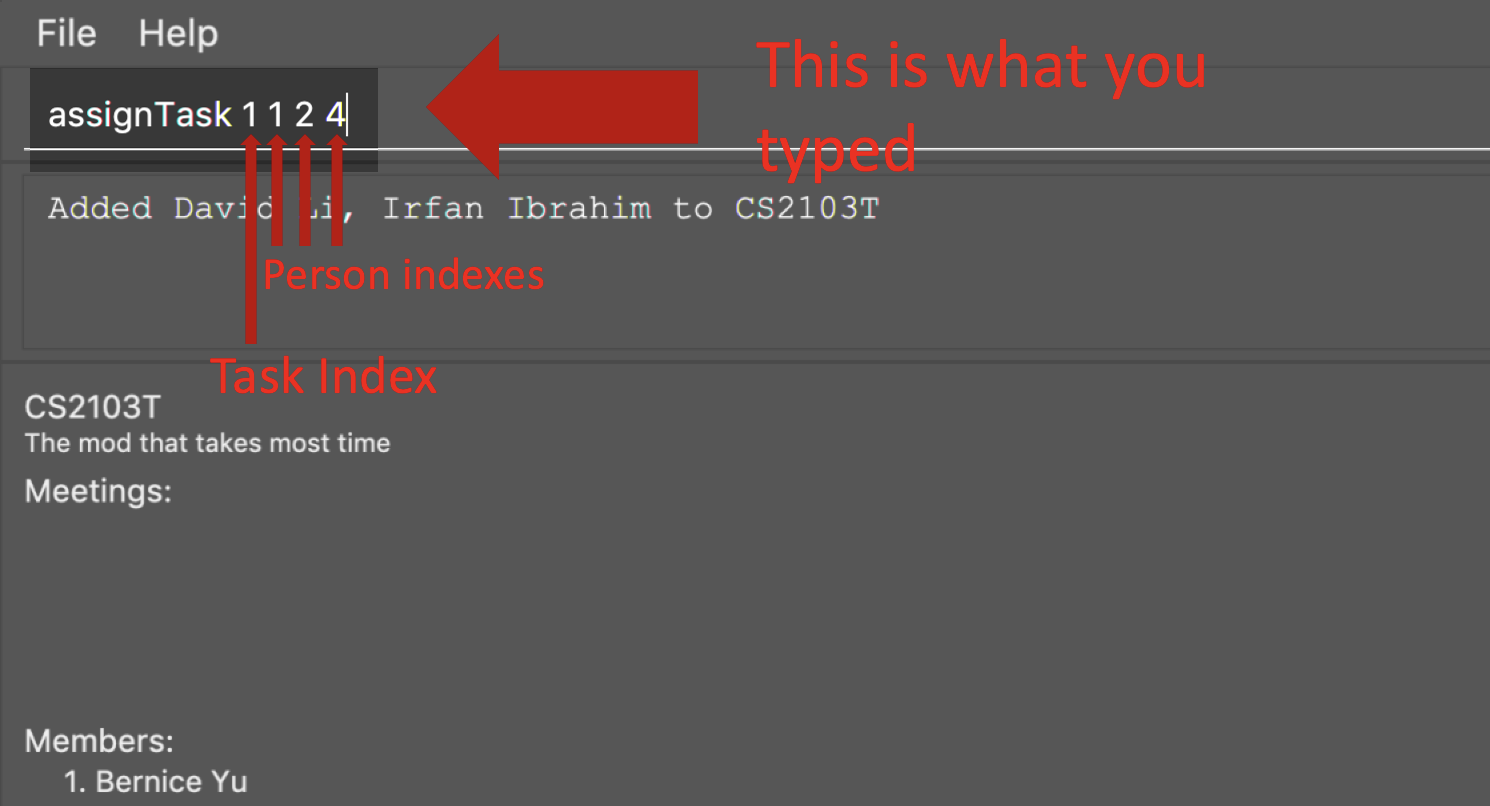 File Help
This is what you
typed
assignTask 1 1 2 4
Added David Li, Irfan Ibrahim to CS2103T
Person indexes
Task Index
CS2103T
The mod that takes most time
Meetings:
Members:
1. Bernice Yu